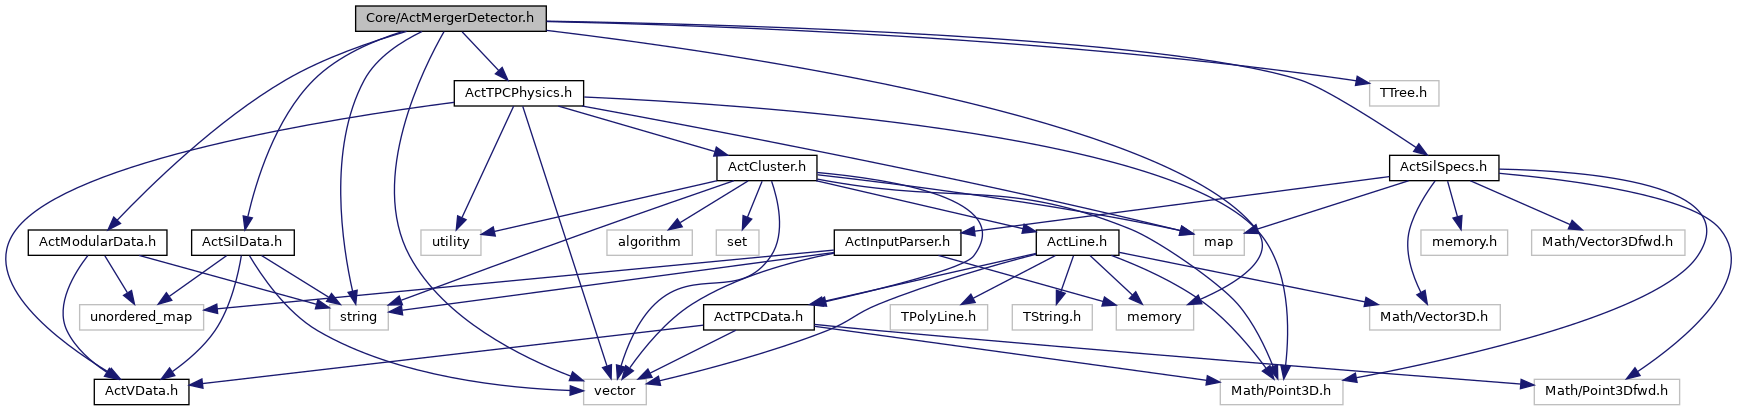 Core/ActMergerDetector.h
ActTPCPhysics.h
TTree.h
ActCluster.h
ActSilSpecs.h
ActModularData.h
ActSilData.h
utility
algorithm
set
ActInputParser.h
ActLine.h
map
memory.h
Math/Vector3Dfwd.h
unordered_map
string
ActTPCData.h
TPolyLine.h
TString.h
memory
Math/Vector3D.h
ActVData.h
vector
Math/Point3D.h
Math/Point3Dfwd.h